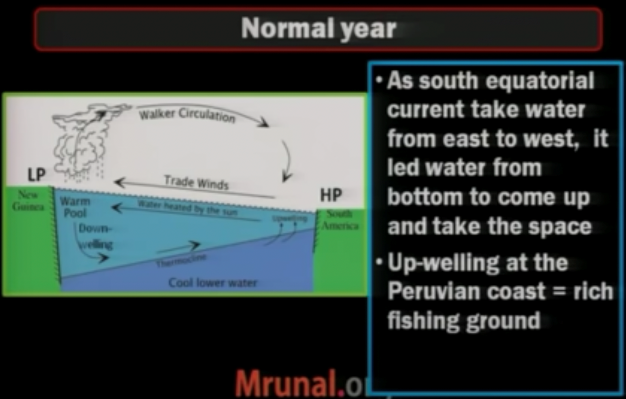 Normal year
Walker Circulation
LP
Trade Winds
HP
New
Guinea
Warm
Pool
Water heated by the sun
Upwelling
South
America
Down-
welling
Thermocline
Cool lower water
• As south equatorial
current take water
from east to west, it
led water from
bottom to come up
and take the space
• Up-welling at the
Peruvian coast = rich
fishing ground
Mrunal.or